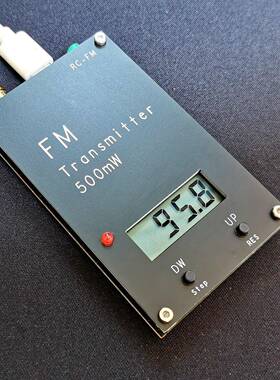 RC-FM
FM
Transmitter
500mW
95.8
DW
UP
Step
RES